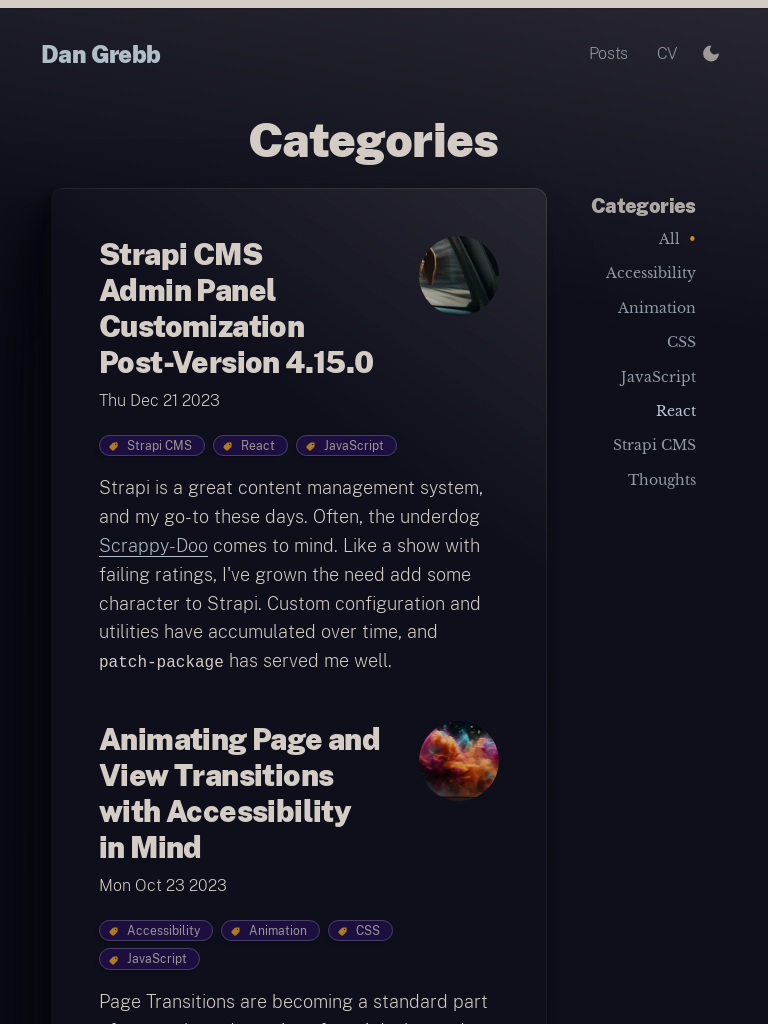 Dan Grebb
Posts
CV
Categories
Strapi CMS
Admin Panel
Customization
Post-Version 4.15.0
Thu Dec 21 2023
Strapi CMS
React
JavaScript
Strapi is a great content management system,
and my go-to these days. Often, the underdog
Scrappy-Doo comes to mind. Like a show with
failing ratings, I've grown the need add some
character to Strapi. Custom configuration and
utilities have accumulated over time, and
patch-package has served me well.
Animating Page and
View Transitions
with Accessibility
in Mind
Mon Oct 23 2023
Accessibility
Animation
CSS
JavaScript
Page Transitions are becoming a standard part
Categories
All
Accessibility
Animation
CSS
JavaScript
React
Strapi CMS
Thoughts